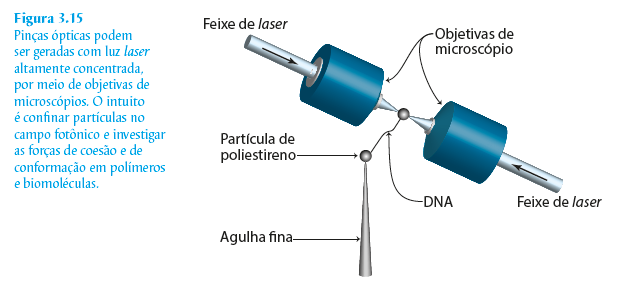 Figura 3.15
Pinças ópticas podem
ser geradas com luz laser
altamente concentrada,
por meio de objetivas de
microscópios. O intuito
é confinar partículas no
campo fotônico e investigar
as forças de coesão e de
conformação em polímeros
e biomoléculas.
Feixe de laser
Objetivas de
microscópio
Partícula de
poliestireno
DNA
Feixe de laser
Agulha fina